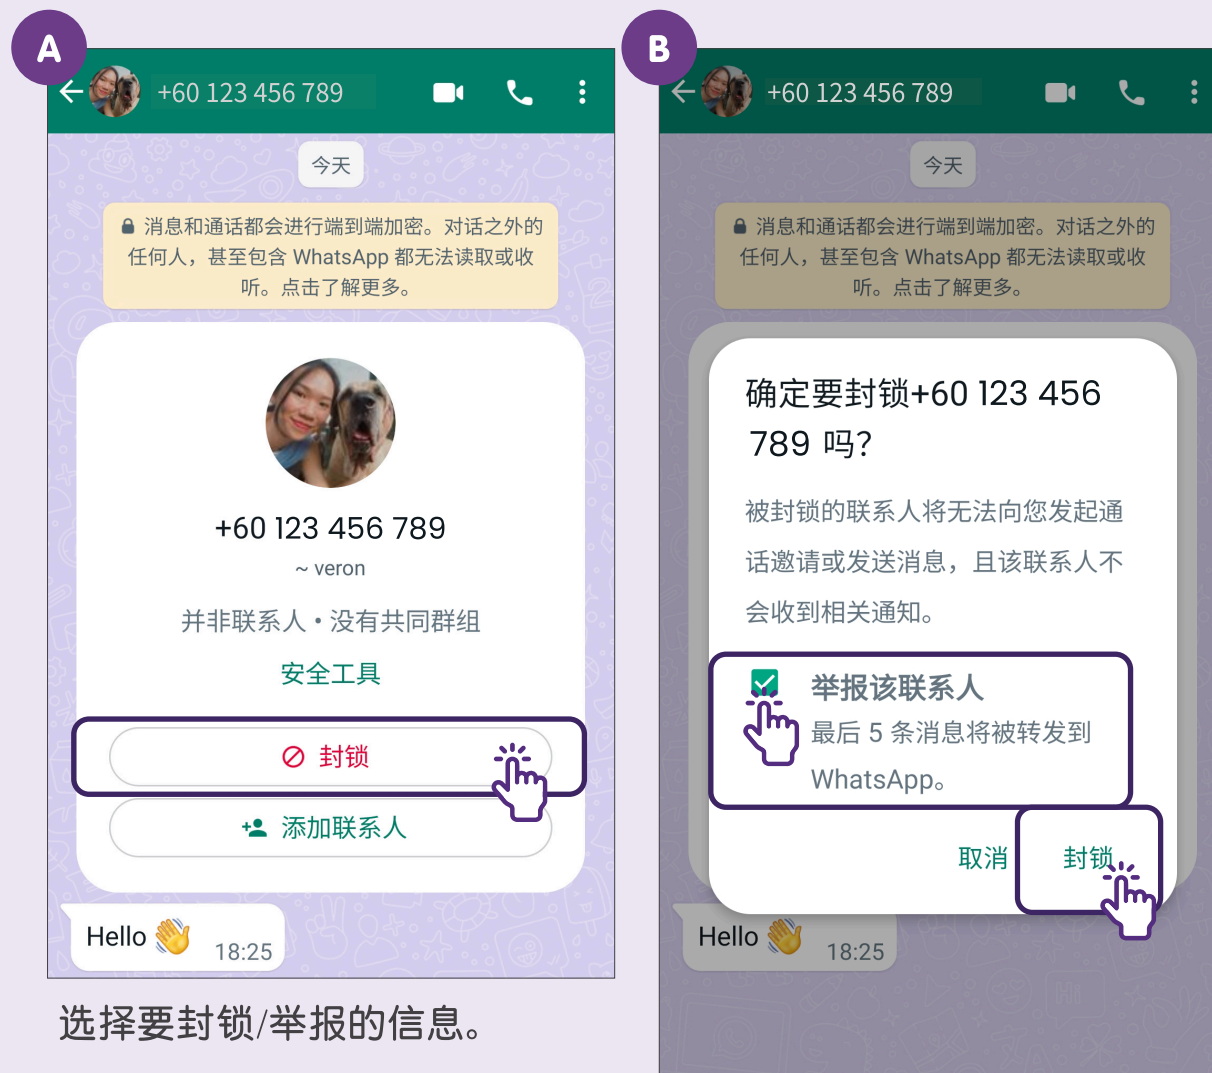 A
+60 123 456 789
今天
消息和通话都会进行端到端加密。对话之外的
任何人，甚至包含 WhatsApp 都无法读取或收
听。点击了解更多。
+60 123 456 789
~ veron
并非联系人 • 没有共同群组
安全工具
封锁
添加联系人
Hello 👋
18:25
选择要封锁/举报的信息。
B
+60 123 456 789
今天
消息和通话都会进行端到端加密。对话之外的
任何人，甚至包含 WhatsApp 都无法读取或收
听。点击了解更多。
确定要封锁+60 123 456
789 吗？
被封锁的联系人将无法向您发起通
话邀请或发送消息，且该联系人不
会收到相关通知。
举报该联系人
最后 5 条消息将被转发到
WhatsApp。
取消
封锁
Hello 👋
18:25